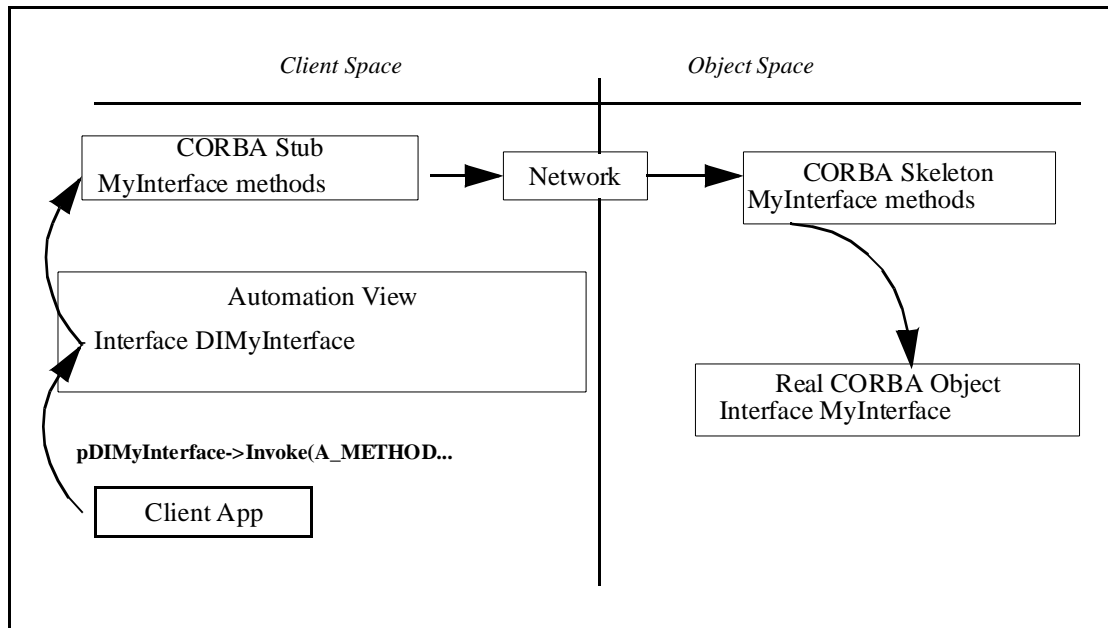 Client Space
Object Space
CORBA Stub
MyInterface methods
Network
CORBA Skeleton
MyInterface methods
Automation View
Interface DIMyInterface
Real CORBA Object
Interface MyInterface
pDIMyInterface->Invoke(A_METHOD...
Client App